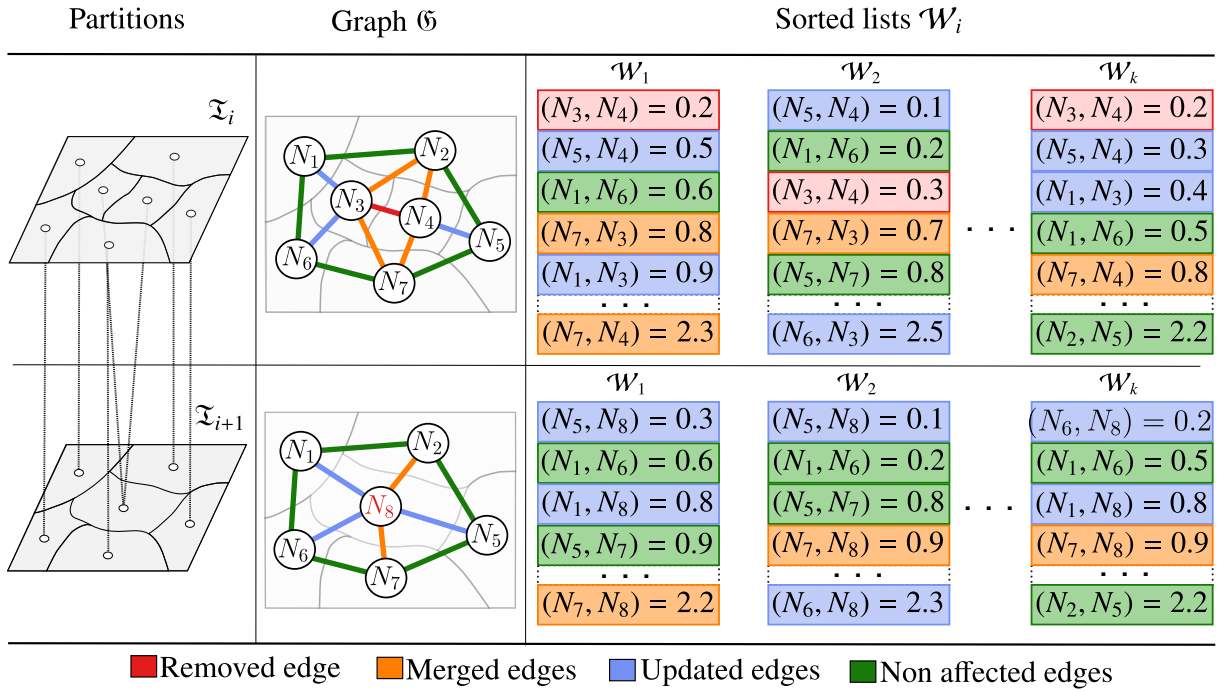 Partitions
Graph 𝔊
Sorted lists 𝒲ᵢ
𝔗ᵢ
N₁
N₂
N₃
N₄
N₅
N₆
N₇
𝒲₁
(N₃, N₄) = 0.2
(N₅, N₄) = 0.5
(N₁, N₆) = 0.6
(N₇, N₃) = 0.8
(N₁, N₃) = 0.9
...
(N₇, N₄) = 2.3
𝒲₂
(N₅, N₄) = 0.1
(N₁, N₆) = 0.2
(N₃, N₄) = 0.3
(N₇, N₃) = 0.7
(N₅, N₇) = 0.8
...
(N₆, N₃) = 2.5
...
𝒲ₖ
(N₃, N₄) = 0.2
(N₅, N₄) = 0.3
(N₁, N₃) = 0.4
(N₁, N₆) = 0.5
(N₇, N₄) = 0.8
...
(N₂, N₅) = 2.2
𝔗ᵢ₊₁
N₁
N₂
N₈
N₅
N₆
N₇
𝒲₁
(N₅, N₈) = 0.3
(N₁, N₆) = 0.6
(N₁, N₈) = 0.8
(N₅, N₇) = 0.9
...
(N₇, N₈) = 2.2
𝒲₂
(N₅, N₈) = 0.1
(N₁, N₆) = 0.2
(N₅, N₇) = 0.8
(N₇, N₈) = 0.9
...
(N₆, N₈) = 2.3
...
𝒲ₖ
(N₆, N₈) = 0.2
(N₁, N₆) = 0.5
(N₁, N₈) = 0.8
(N₇, N₈) = 0.9
...
(N₂, N₅) = 2.2
Removed edge
Merged edges
Updated edges
Non affected edges